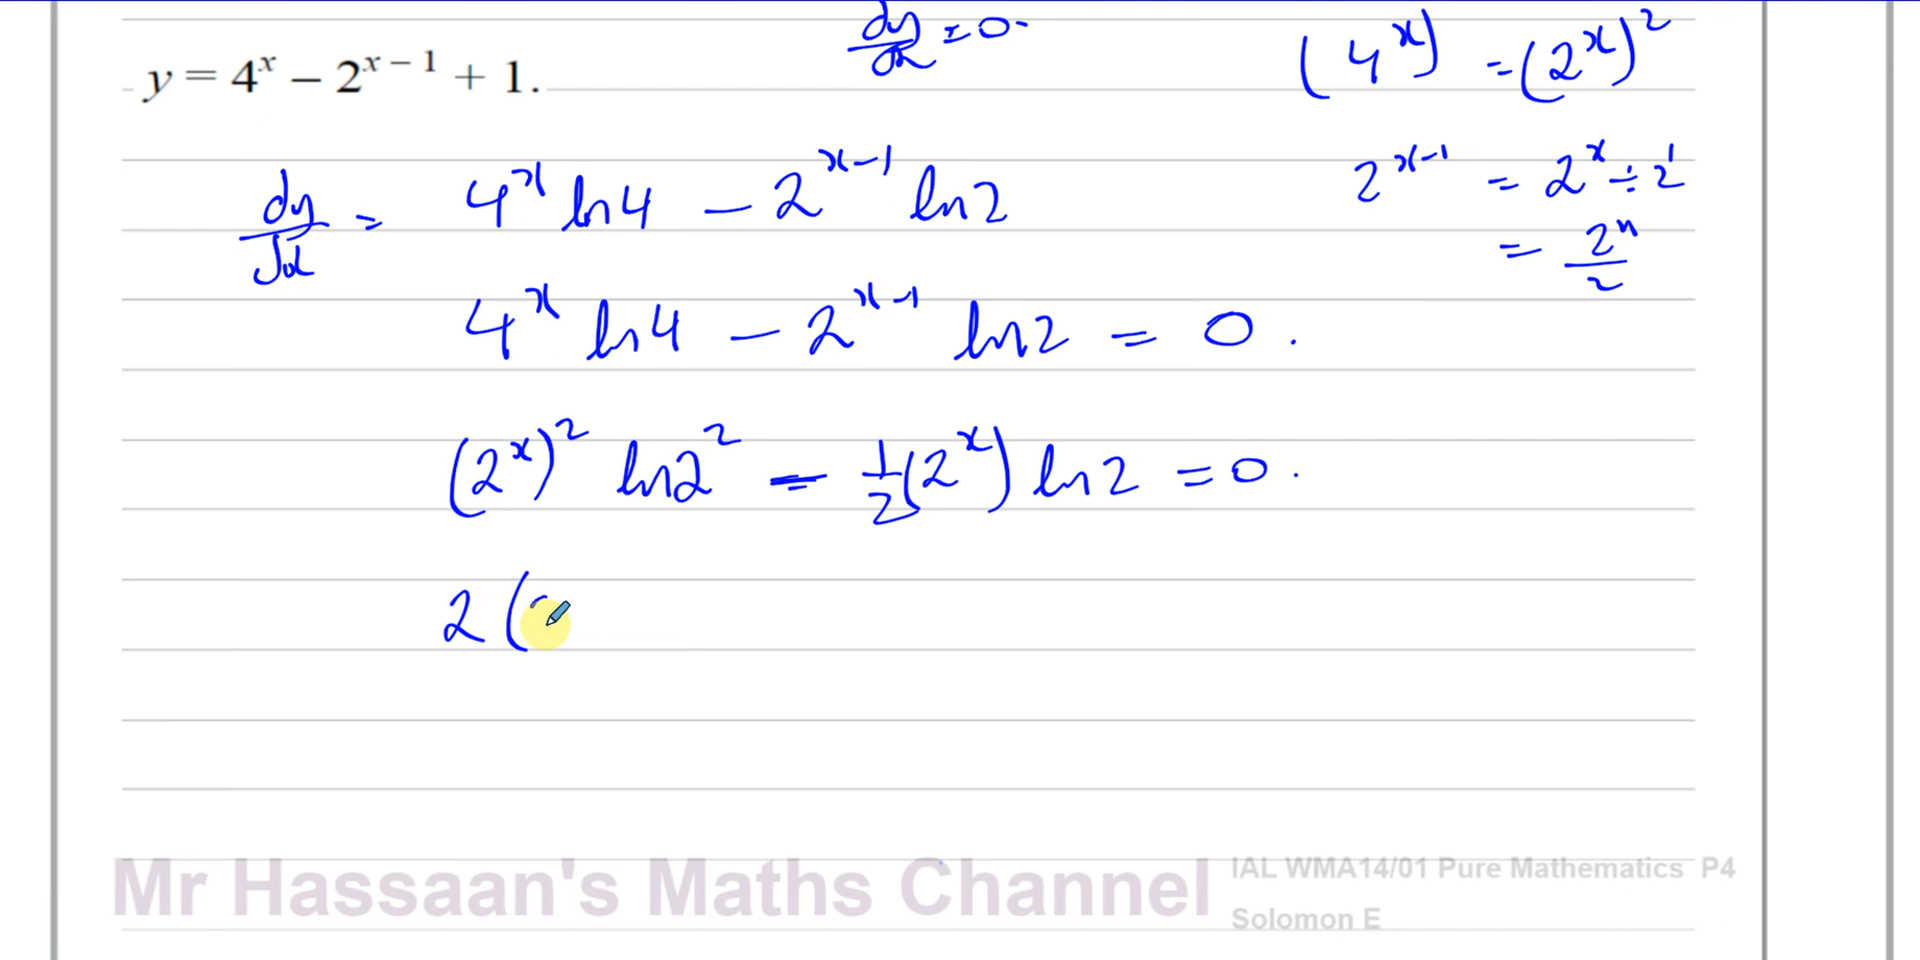 dy/dx = 0.
(4^x) = (2^x)^2
y = 4^x − 2^{x − 1} + 1.
2^{x-1} = 2^x ÷ 2^1
= 2^x/2
dy/dx = 4^x ln4 − 2^{x-1} ln2
4^x ln4 − 2^{x-1} ln2 = 0.
(2^x)^2 ln2^2 − 1/2(2^x) ln2 = 0.
2 (
Mr Hassaan's Maths Channel
IAL WMA14/01 Pure Mathematics P4
Solomon E